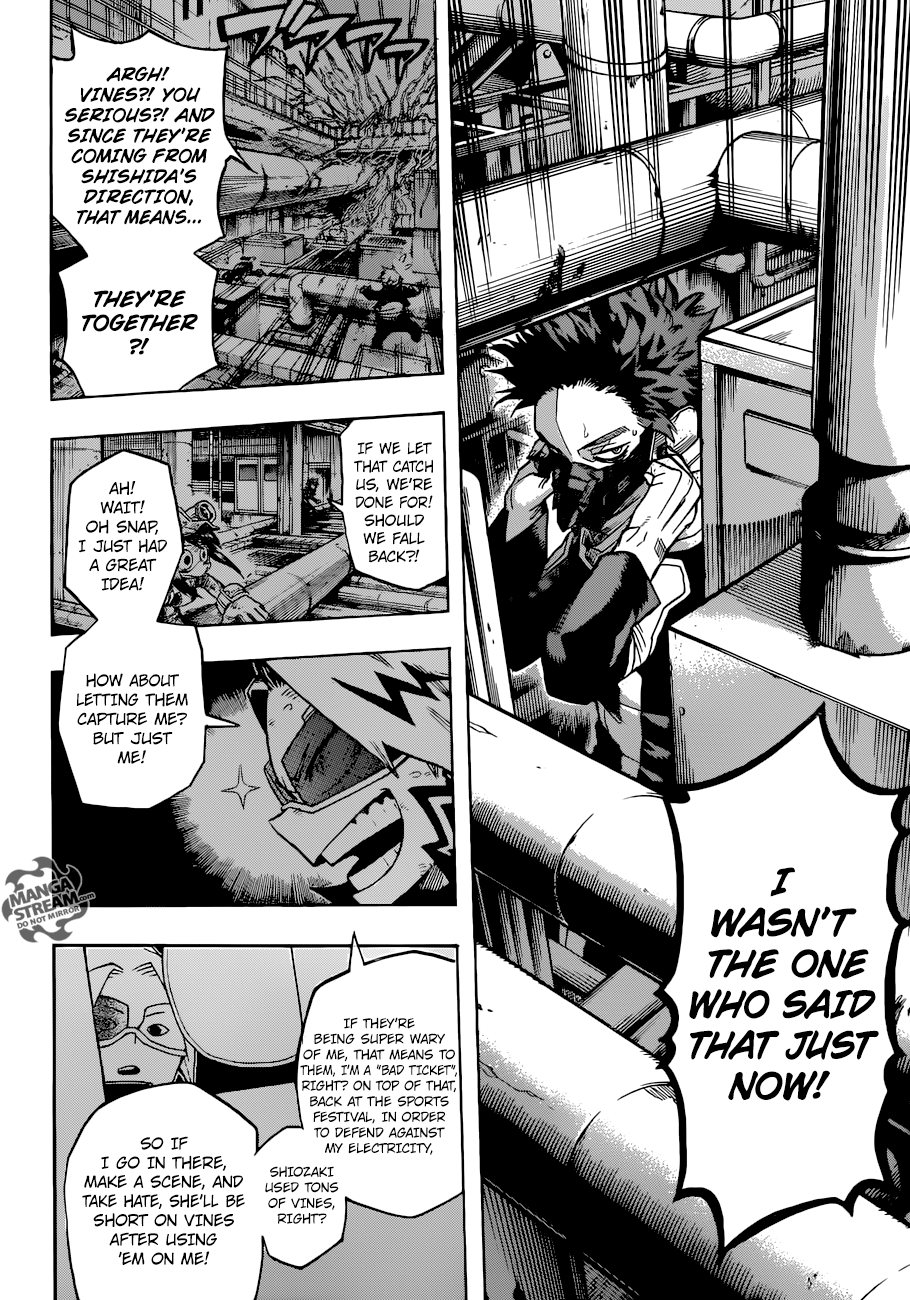 I
WASN'T
THE ONE
WHO SAID
THAT JUST
NOW!
ブアアアッ
ARGH!
VINES?! YOU
SERIOUS?! AND
SINCE THEY'RE
COMING FROM
SHISHIDA'S
DIRECTION,
THAT MEANS...
THEY'RE
TOGETHER
?!
IF WE LET
THAT CATCH
US, WE'RE
DONE FOR!
SHOULD
WE FALL
BACK?!
AH!
WAIT!
OH SNAP,
I JUST HAD
A GREAT
IDEA!
HOW ABOUT
LETTING THEM
CAPTURE ME?
BUT JUST
ME!
IF THEY'RE
BEING SUPER WARY
OF ME, THAT MEANS TO
THEM, I'M A "BAD TICKET",
RIGHT? ON TOP OF THAT,
BACK AT THE SPORTS
FESTIVAL, IN ORDER
TO DEFEND AGAINST
MY ELECTRICITY,
SHIOZAKI
USED TONS
OF VINES,
RIGHT?
SO IF
I GO IN THERE,
MAKE A SCENE, AND
TAKE HATE, SHE'LL BE
SHORT ON VINES
AFTER USING
'EM ON ME!
MANGA
STREAM.com
DO NOT MIRROR